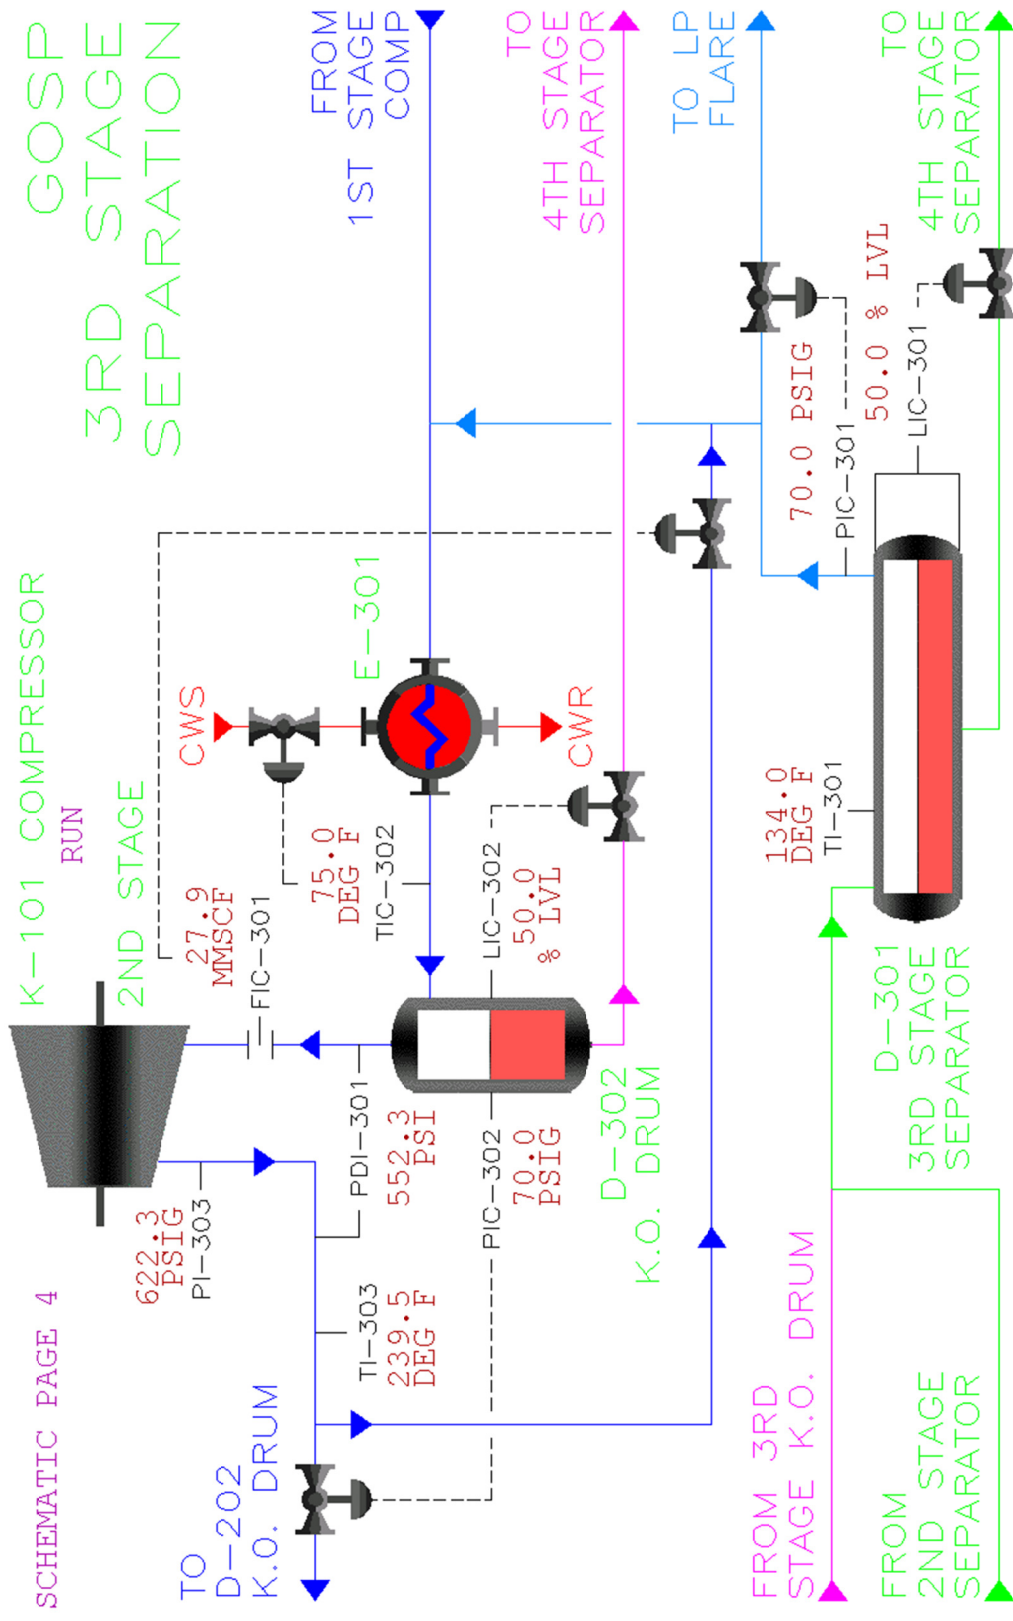 SCHEMATIC PAGE 4
K-101 COMPRESSOR
RUN
2ND STAGE
GOSP
3RD STAGE
SEPARATION
622.3
PSIG
PI-303
27.9
MMSCF
FIC-301
CWS
TO
D-202
K.O. DRUM
TI-303
239.5
DEG F
PDI-301
552.3
PSI
75.0
DEG F
TIC-302
E-301
FROM
1ST STAGE
COMP
PIC-302
70.0
PSIG
LIC-302
50.0
% LVL
CWR
TO
4TH STAGE
SEPARATOR
D-302
K.O. DRUM
TO LP
FLARE
FROM 3RD
STAGE K.O. DRUM
134.0
DEG F
TI-301
70.0 PSIG
PIC-301
50.0 % LVL
LIC-301
FROM
2ND STAGE
SEPARATOR
D-301
3RD STAGE
SEPARATOR
TO
4TH STAGE
SEPARATOR